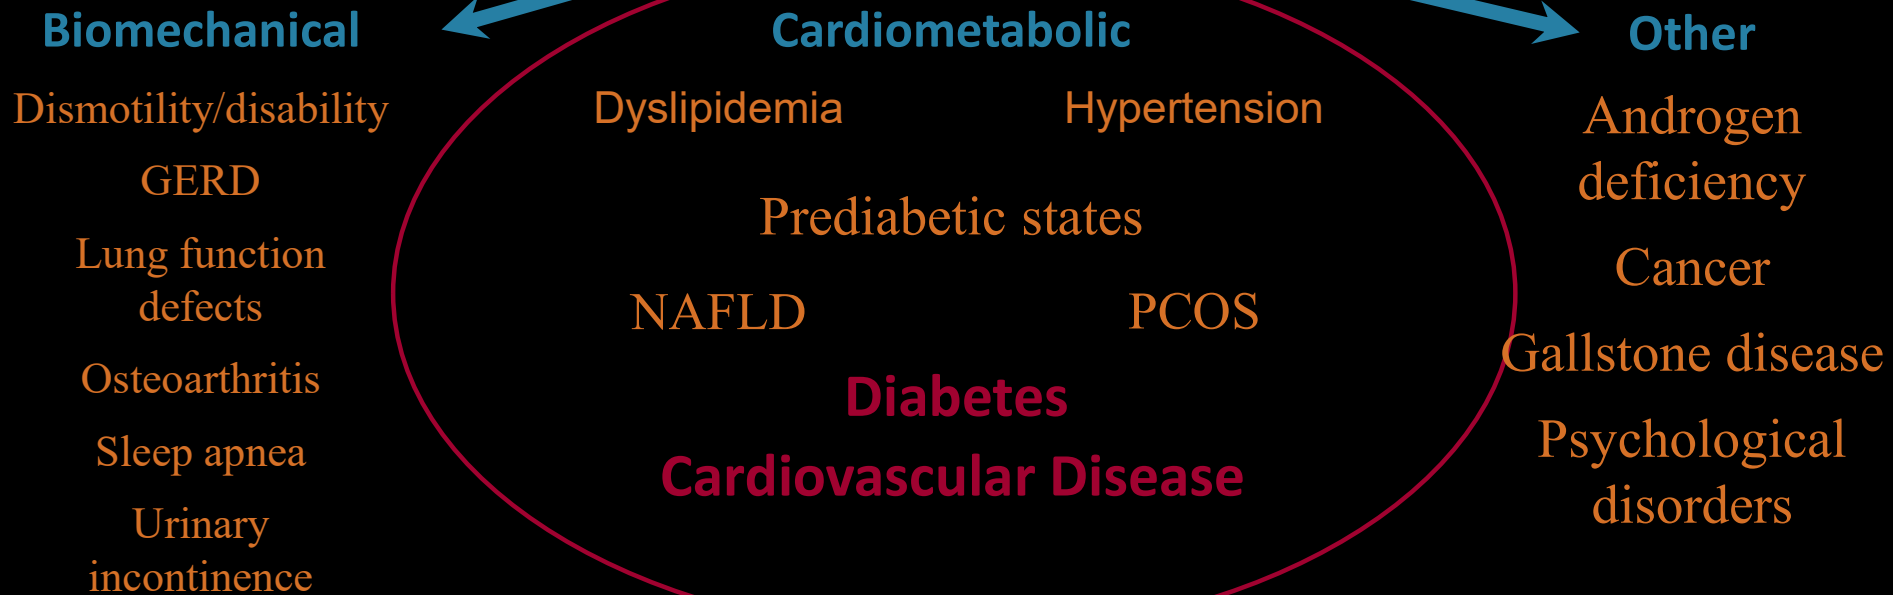 Biomechanical
Dismotility/disability
GERD
Lung function
defects
Osteoarthritis
Sleep apnea
Urinary
incontinence
Cardiometabolic
Dyslipidemia
Hypertension
Prediabetic states
NAFLD
PCOS
Diabetes
Cardiovascular Disease
Other
Androgen
deficiency
Cancer
Gallstone disease
Psychological
disorders